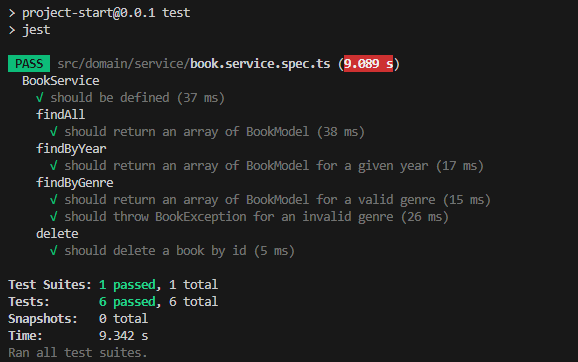 > project-start@0.0.1 test
> jest
PASS src/domain/service/book.service.spec.ts (9.089 s)
BookService
√ should be defined (37 ms)
findAll
√ should return an array of BookModel (38 ms)
findByYear
√ should return an array of BookModel for a given year (17 ms)
findByGenre
√ should return an array of BookModel for a valid genre (15 ms)
√ should throw BookException for an invalid genre (26 ms)
delete
√ should delete a book by id (5 ms)
Test Suites: 1 passed, 1 total
Tests: 6 passed, 6 total
Snapshots: 0 total
Time: 9.342 s
Ran all test suites.